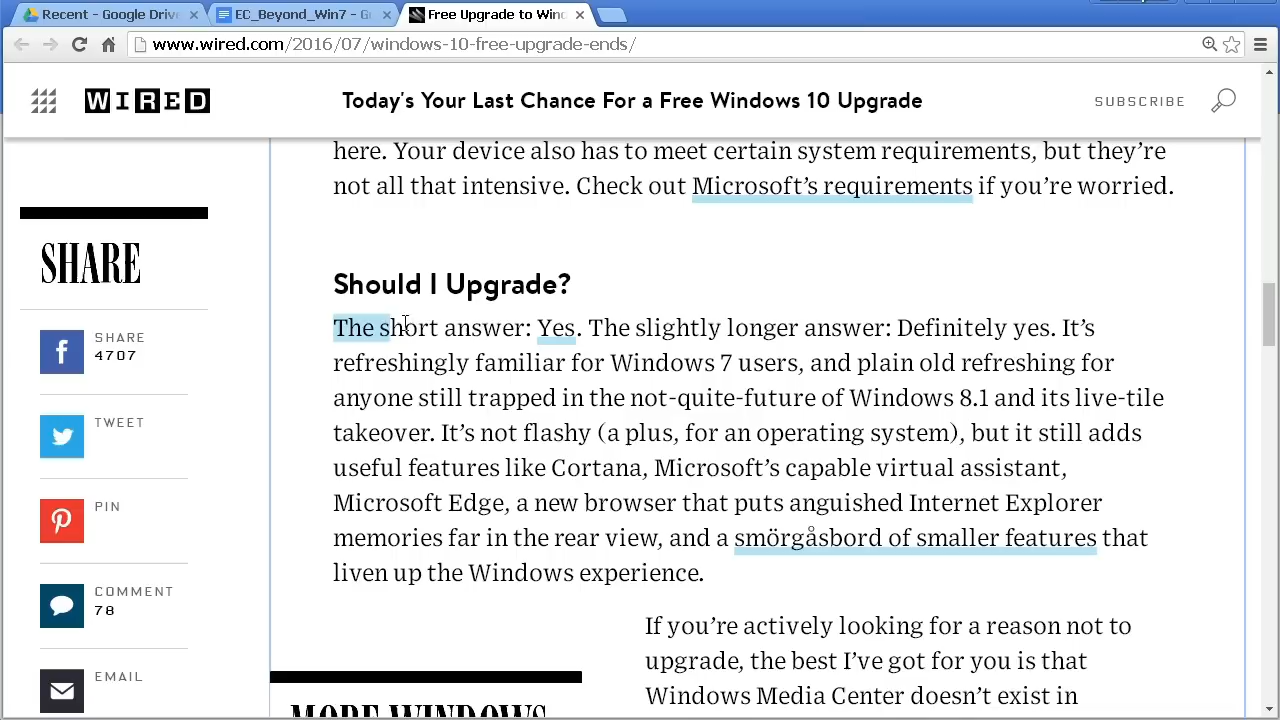 Recent - Google Drive
EC_Beyond_Win7 - G
Free Upgrade to Wind
www.wired.com/2016/07/windows-10-free-upgrade-ends/
WIRED
Today's Your Last Chance For a Free Windows 10 Upgrade
SUBSCRIBE
here. Your device also has to meet certain system requirements, but they’re
not all that intensive. Check out Microsoft’s requirements if you’re worried.
SHARE
SHARE
4707
TWEET
PIN
COMMENT
78
EMAIL
Should I Upgrade?
The short answer: Yes. The slightly longer answer: Definitely yes. It’s
refreshingly familiar for Windows 7 users, and plain old refreshing for
anyone still trapped in the not-quite-future of Windows 8.1 and its live-tile
takeover. It’s not flashy (a plus, for an operating system), but it still adds
useful features like Cortana, Microsoft’s capable virtual assistant,
Microsoft Edge, a new browser that puts anguished Internet Explorer
memories far in the rear view, and a smörgåsbord of smaller features that
liven up the Windows experience.
If you’re actively looking for a reason not to
upgrade, the best I’ve got for you is that
Windows Media Center doesn’t exist in
MORE WINDOWS